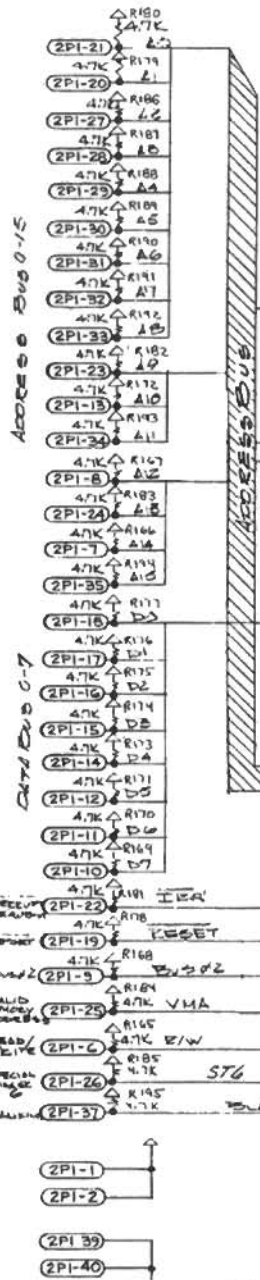 R180
4.7K
2P1-21 A0
4.7K R179
2P1-20 A1
4.7K R186
2P1-27 A2
4.7K R187
2P1-28 A3
4.7K R188
2P1-29 A4
4.7K R189
2P1-30 A5
4.7K R190
2P1-31 A6
4.7K R191
2P1-32 A7
4.7K R192
2P1-33 A8
4.7K R182
2P1-23 A9
4.7K R172
2P1-13 A10
4.7K R193
2P1-34 A11
4.7K R167
2P1-8 A12
4.7K R183
2P1-24 A13
4.7K R166
2P1-7 A14
4.7K R194
2P1-35 A15
4.7K R177
2P1-18
4.7K R176
2P1-17 D1
4.7K R175
2P1-16 D2
4.7K R174
2P1-15 D3
4.7K R173
2P1-14 D4
4.7K R171
2P1-12 D5
4.7K R170
2P1-11 D6
4.7K R169
2P1-10 D7
ADDRESS BUS 0-15
DATA BUS 0-7
ADDRESS BUS
4.7K R181
2P1-22
4.7K R178
2P1-19 RESET
4.7K R168
2P1-9 BUS Ø2
R184
2P1-25 4.7K VMA
R165
2P1-6 4.7K R/W
R185
2P1-26 4.7K ST6
R195
2P1-37 4.7K
2P1-1
2P1-2
2P1-39
2P1-40